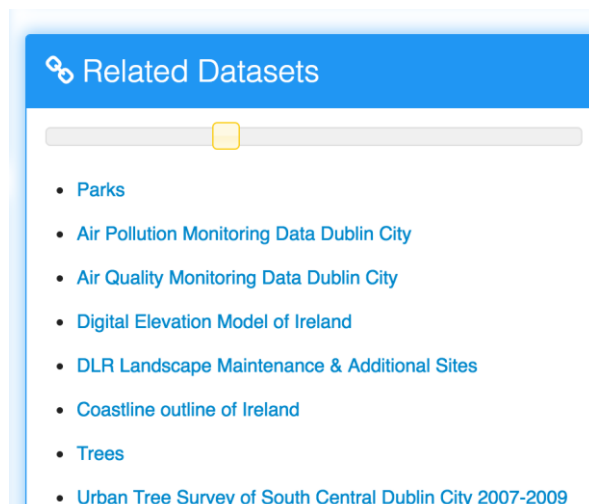 Related Datasets
Parks
Air Pollution Monitoring Data Dublin City
Air Quality Monitoring Data Dublin City
Digital Elevation Model of Ireland
DLR Landscape Maintenance & Additional Sites
Coastline outline of Ireland
Trees
Urban Tree Survey of South Central Dublin City 2007-2009